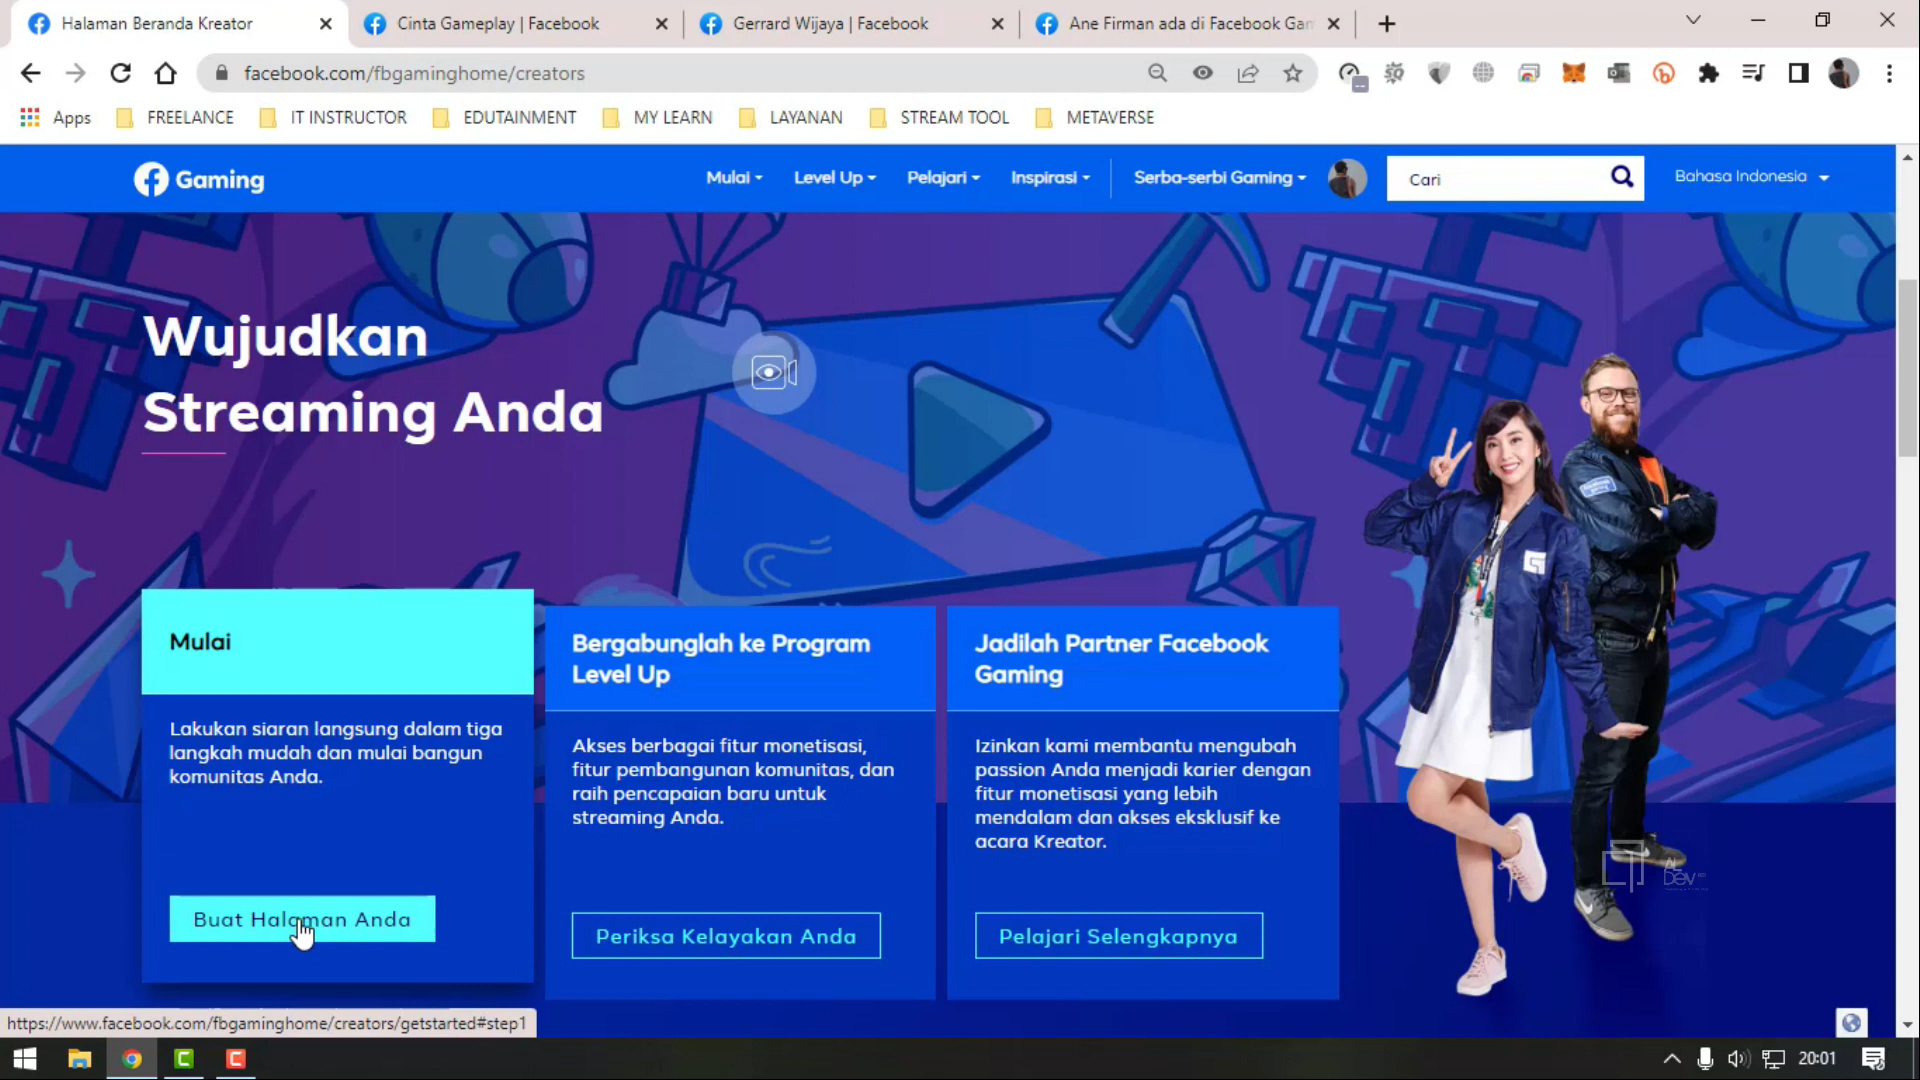 Halaman Beranda Kreator
Cinta Gameplay | Facebook
Gerrard Wijaya | Facebook
Ane Firman ada di Facebook Gam
facebook.com/fbgaminghome/creators
Apps
FREELANCE
IT INSTRUCTOR
EDUTAINMENT
MY LEARN
LAYANAN
STREAM TOOL
METAVERSE
Gaming
Mulai
Level Up
Pelajari
Inspirasi
Serba-serbi Gaming
Cari
Bahasa Indonesia
Wujudkan
Streaming Anda
Mulai
Lakukan siaran langsung dalam tiga
langkah mudah dan mulai bangun
komunitas Anda.
Buat Halaman Anda
Bergabunglah ke Program
Level Up
Akses berbagai fitur monetisasi,
fitur pembangunan komunitas, dan
raih pencapaian baru untuk
streaming Anda.
Periksa Kelayakan Anda
Jadilah Partner Facebook
Gaming
Izinkan kami membantu mengubah
passion Anda menjadi karier dengan
fitur monetisasi yang lebih
mendalam dan akses eksklusif ke
acara Kreator.
Pelajari Selengkapnya
https://www.facebook.com/fbgaminghome/creators/getstarted#step1
20:01